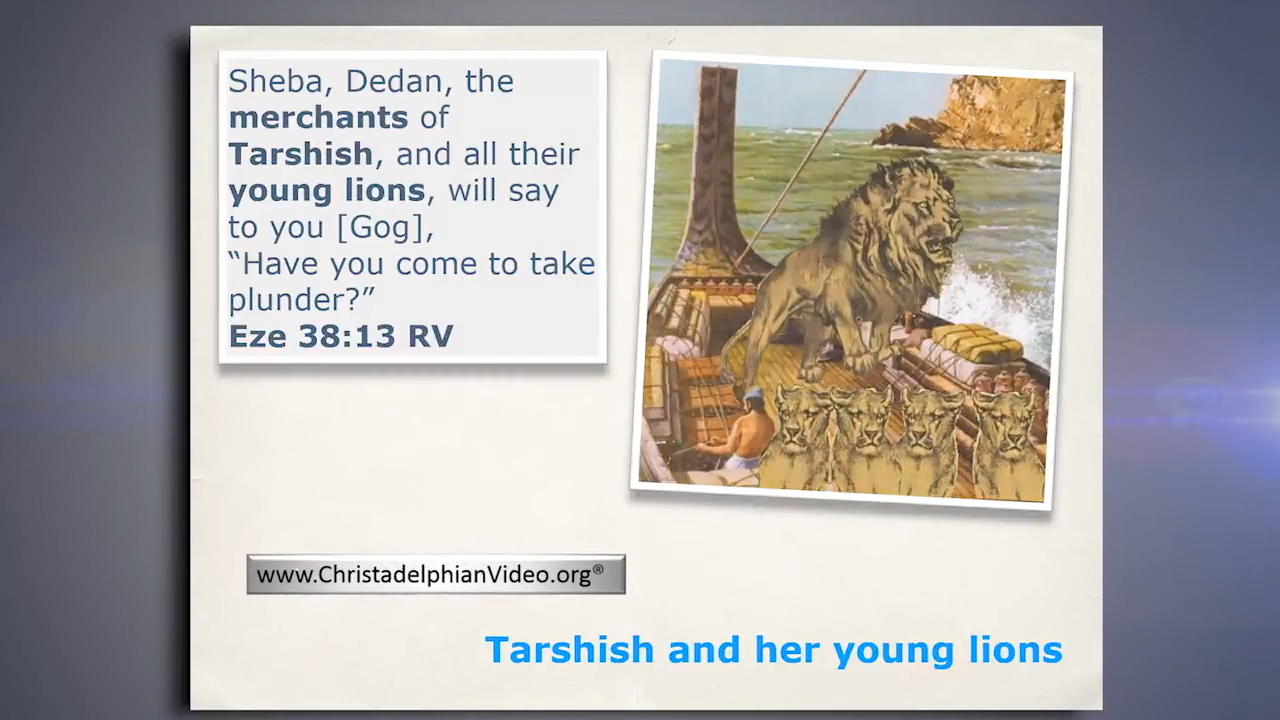 Sheba, Dedan, the
merchants of
Tarshish, and all their
young lions, will say
to you [Gog],
“Have you come to take
plunder?”
Eze 38:13 RV
www.ChristadelphianVideo.org®
Tarshish and her young lions